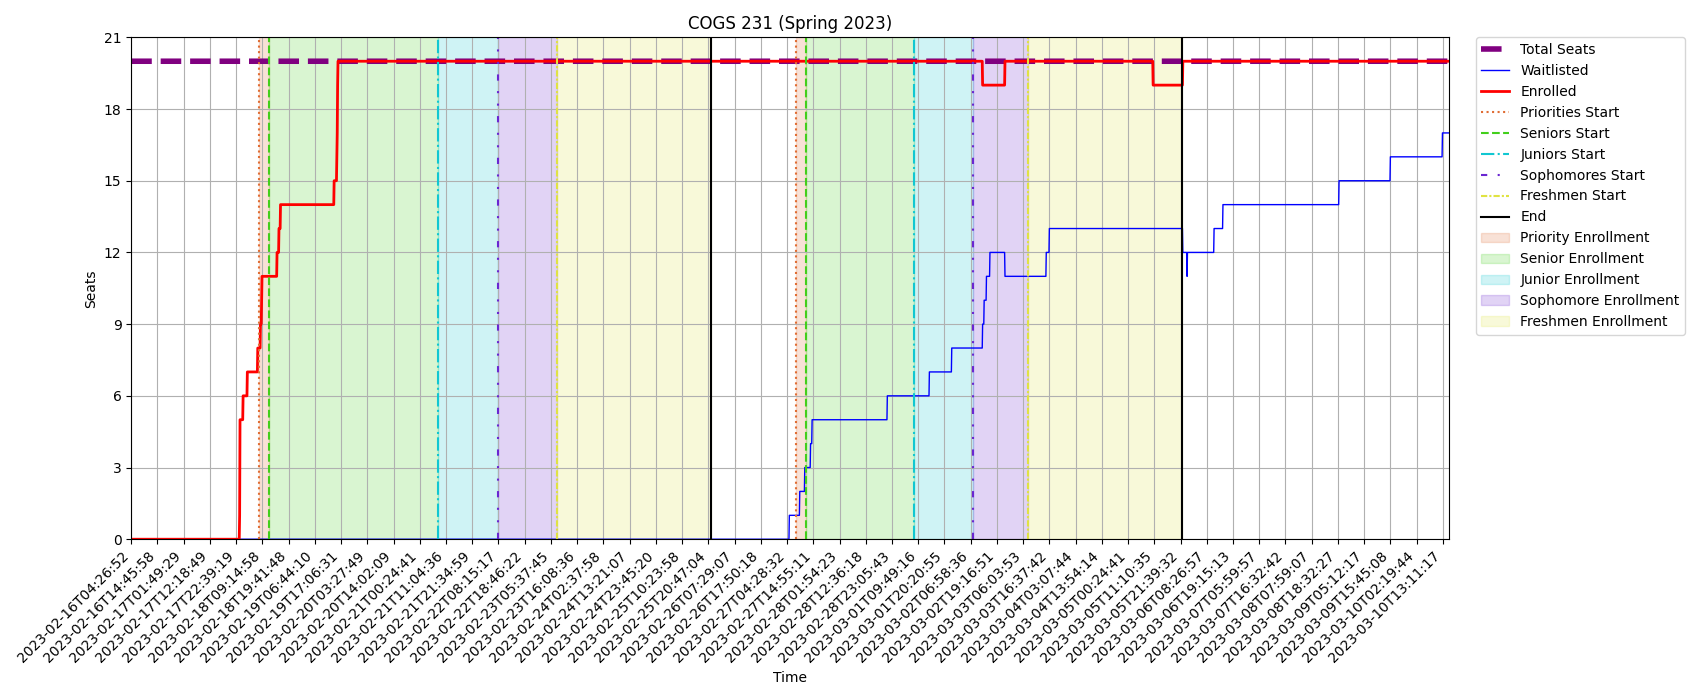 COGS 231 (Spring 2023)
21
18
15
12
9
6
3
0
Seats
2023-02-16T04:26:52
2023-02-16T14:45:58
2023-02-17T01:49:29
2023-02-17T12:18:49
2023-02-17T22:39:19
2023-02-18T09:14:58
2023-02-18T19:41:48
2023-02-19T06:44:10
2023-02-19T17:06:31
2023-02-20T03:27:49
2023-02-20T14:02:09
2023-02-21T00:24:41
2023-02-21T11:04:36
2023-02-21T21:34:59
2023-02-22T08:15:17
2023-02-22T18:46:22
2023-02-23T05:37:45
2023-02-23T16:08:36
2023-02-24T02:37:58
2023-02-24T13:21:07
2023-02-24T23:45:20
2023-02-25T10:23:58
2023-02-25T20:47:04
2023-02-26T07:29:07
2023-02-26T17:50:18
2023-02-27T04:28:32
2023-02-27T14:55:11
2023-02-28T01:54:23
2023-02-28T12:36:18
2023-02-28T23:05:43
2023-03-01T09:49:16
2023-03-01T20:20:55
2023-03-02T06:58:36
2023-03-02T19:16:51
2023-03-03T06:03:53
2023-03-03T16:37:42
2023-03-04T03:07:44
2023-03-04T13:54:14
2023-03-05T00:24:41
2023-03-05T11:10:35
2023-03-05T21:39:32
2023-03-06T08:26:57
2023-03-06T19:15:13
2023-03-07T05:59:57
2023-03-07T16:32:42
2023-03-08T07:59:07
2023-03-08T18:32:27
2023-03-09T05:12:17
2023-03-09T15:45:08
2023-03-10T02:19:44
2023-03-10T13:11:17
Time
Total Seats
Waitlisted
Enrolled
Priorities Start
Seniors Start
Juniors Start
Sophomores Start
Freshmen Start
End
Priority Enrollment
Senior Enrollment
Junior Enrollment
Sophomore Enrollment
Freshmen Enrollment